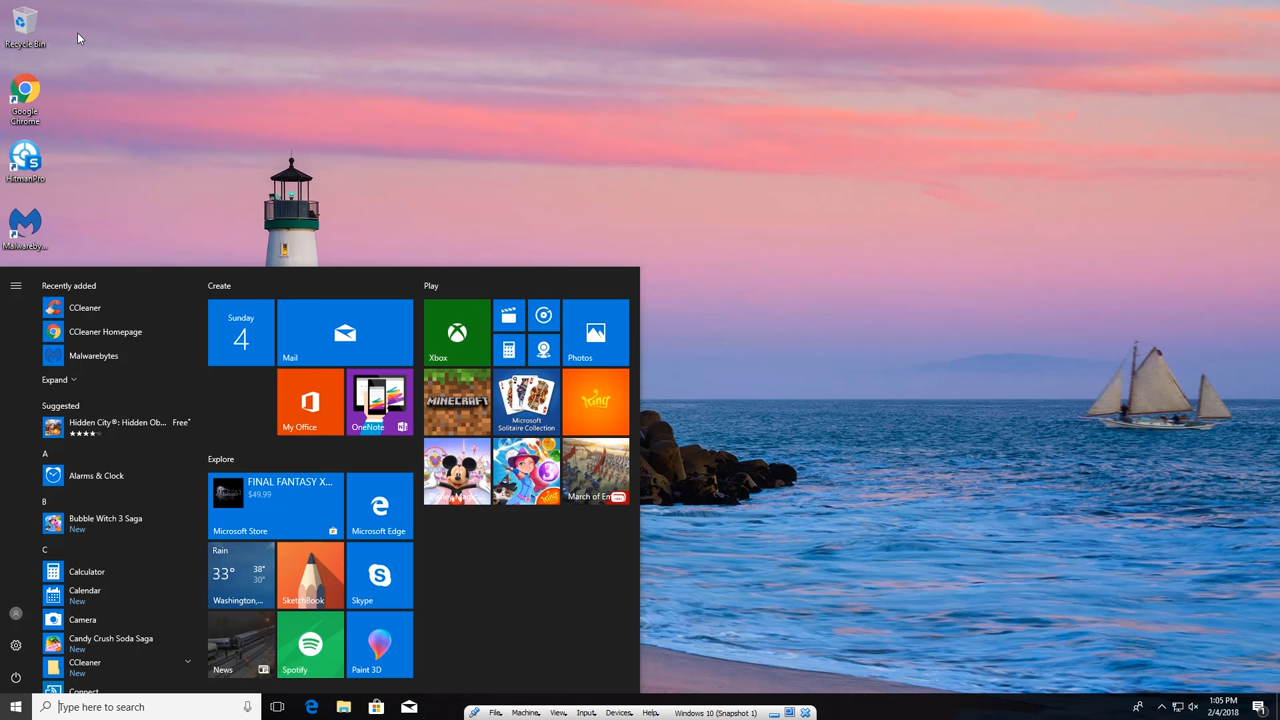 Recycle Bin
Google
Chrome
HitmanPro
Malwareby...
Recently added
CCleaner
CCleaner Homepage
Malwarebytes
Expand
Suggested
Hidden City®: Hidden Ob... Free*
A
Alarms & Clock
B
Bubble Witch 3 Saga
New
C
Calculator
Calendar
New
Camera
Candy Crush Soda Saga
New
CCleaner
New
Connect
Create
Sunday
4
Mail
My Office
OneNote
Explore
FINAL FANTASY X...
$49.99
Microsoft Store
Microsoft Edge
Rain
33° 38°
30°
Washington,...
SketchBook
Skype
News
Spotify
Paint 3D
Play
Xbox
Photos
MINECRAFT
Microsoft
Solitaire Collection
King
Disney Magic
3
March of Em
Type here to search
File Machine View Input Devices Help Windows 10 (Snapshot 1)
1:05 PM
2/4/2018